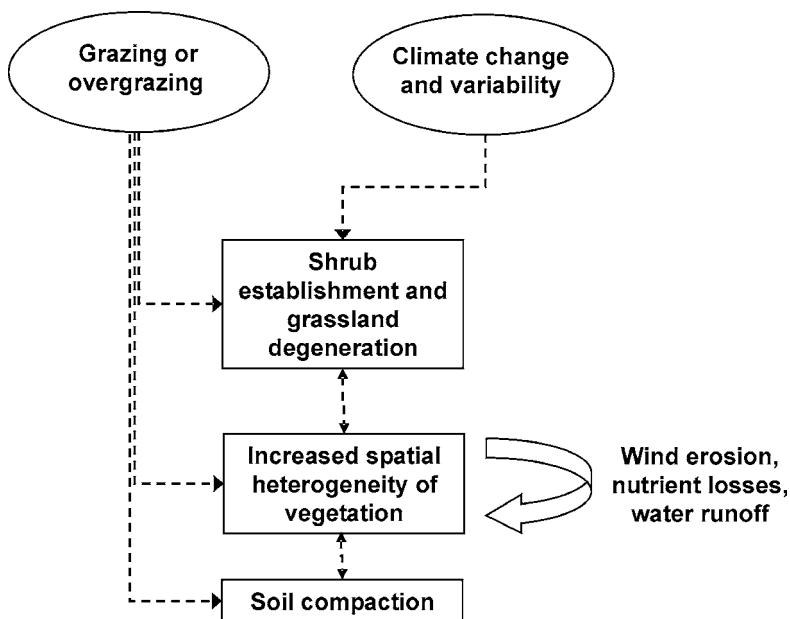 Grazing or
overgrazing
Climate change
and variability
Shrub
establishment and
grassland
degeneration
Increased spatial
heterogeneity of
vegetation
Wind erosion,
nutrient losses,
water runoff
Soil compaction